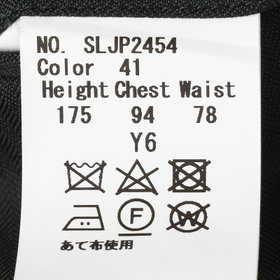 NO. SLJP2454
Color 41
Height Chest Waist
175 94 78
Y6
F W
あて布使用